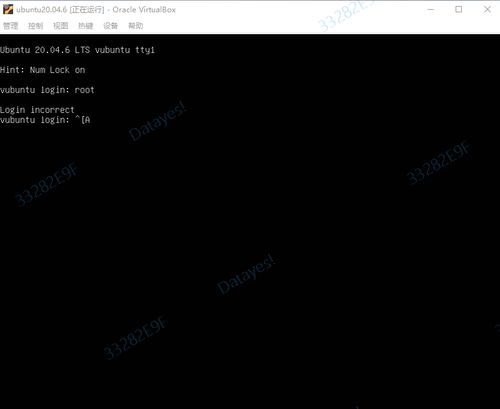 ubuntu20.04.6 [正在运行] - Oracle VirtualBox
管理 控制 视图 热键 设备 帮助
33282E9F
Ubuntu 20.04.6 LTS vubuntu tty1
Hint: Num Lock on
vubuntu login: root
Login incorrect
vubuntu login: ^[A
Datayes!
33282E9F
33282E9F
Datayes!
33282E9F